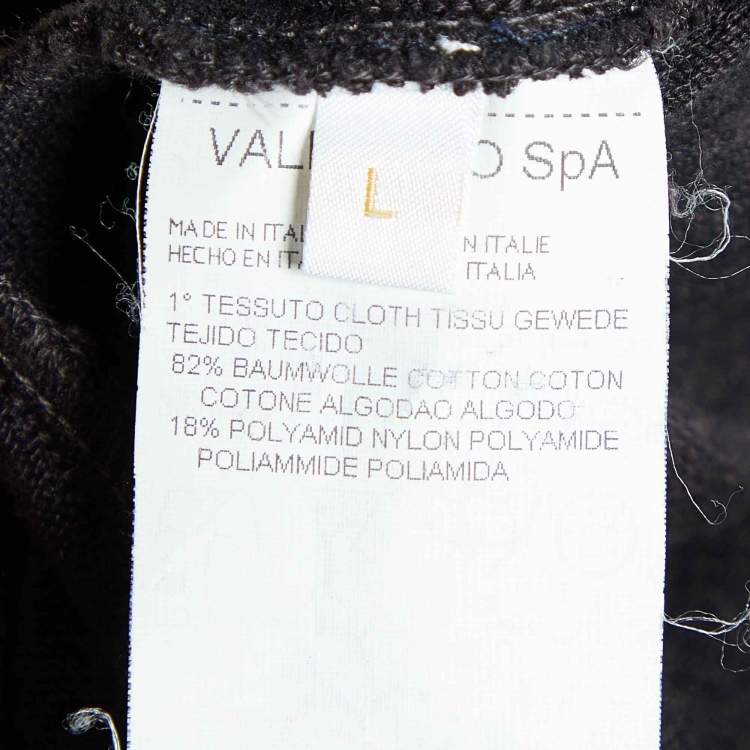 VAL O SpA
L
MADE IN ITAL N ITALIE
HECHO EN ITA ITALIA
1° TESSUTO CLOTH TISSU GEWEDE
TEJIDO TECIDO
82% BAUMWOLLE COTTON COTON
COTONE ALGODAO ALGODO
18% POLYAMID NYLON POLYAMIDE
POLIAMMIDE POLIAMIDA